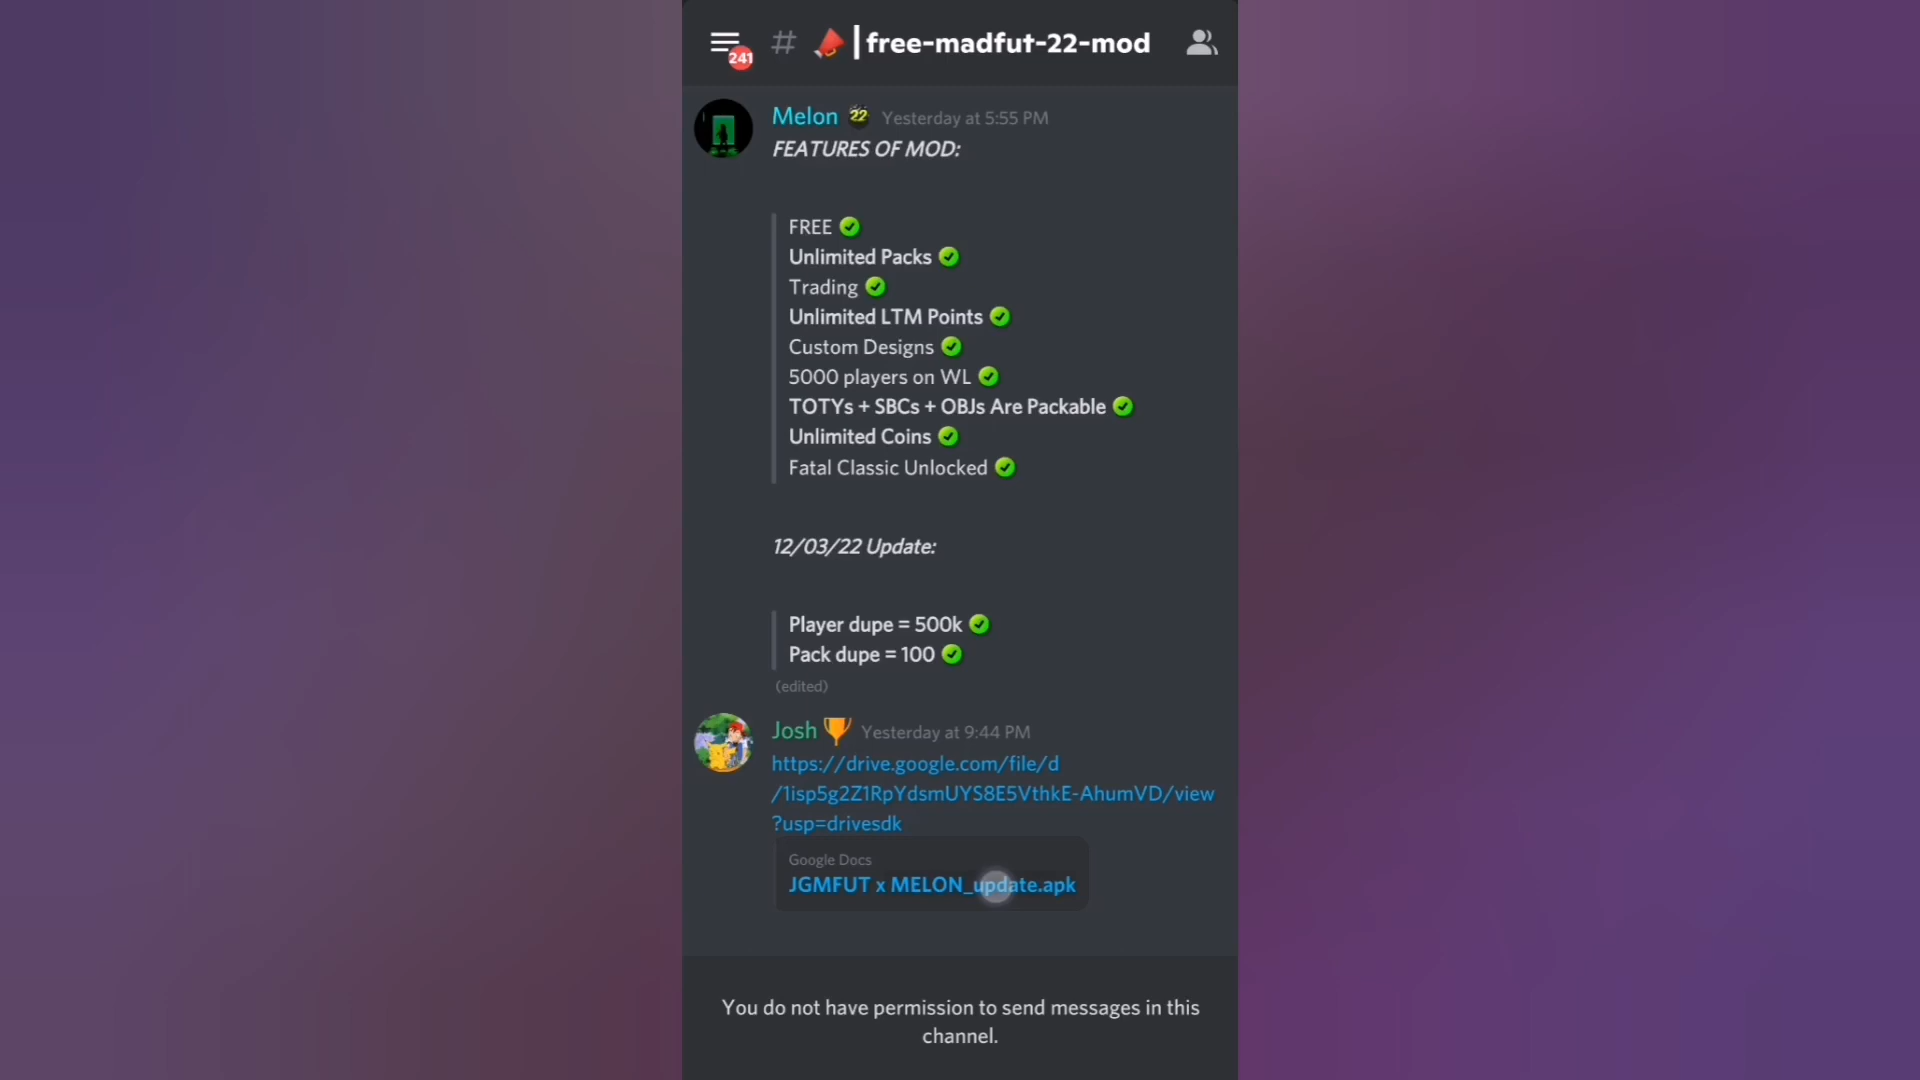 241
# | free-madfut-22-mod
Melon 22 Yesterday at 5:55 PM
FEATURES OF MOD:
FREE
Unlimited Packs
Trading
Unlimited LTM Points
Custom Designs
5000 players on WL
TOTYs + SBCs + OBJs Are Packable
Unlimited Coins
Fatal Classic Unlocked
12/03/22 Update:
Player dupe = 500k
Pack dupe = 100
(edited)
Josh Yesterday at 9:44 PM
https://drive.google.com/file/d
/1isp5g2Z1RpYdsmUYS8E5VthkE-AhumVD/view
?usp=drivesdk
Google Docs
JGMFUT x MELON_update.apk
You do not have permission to send messages in this
channel.